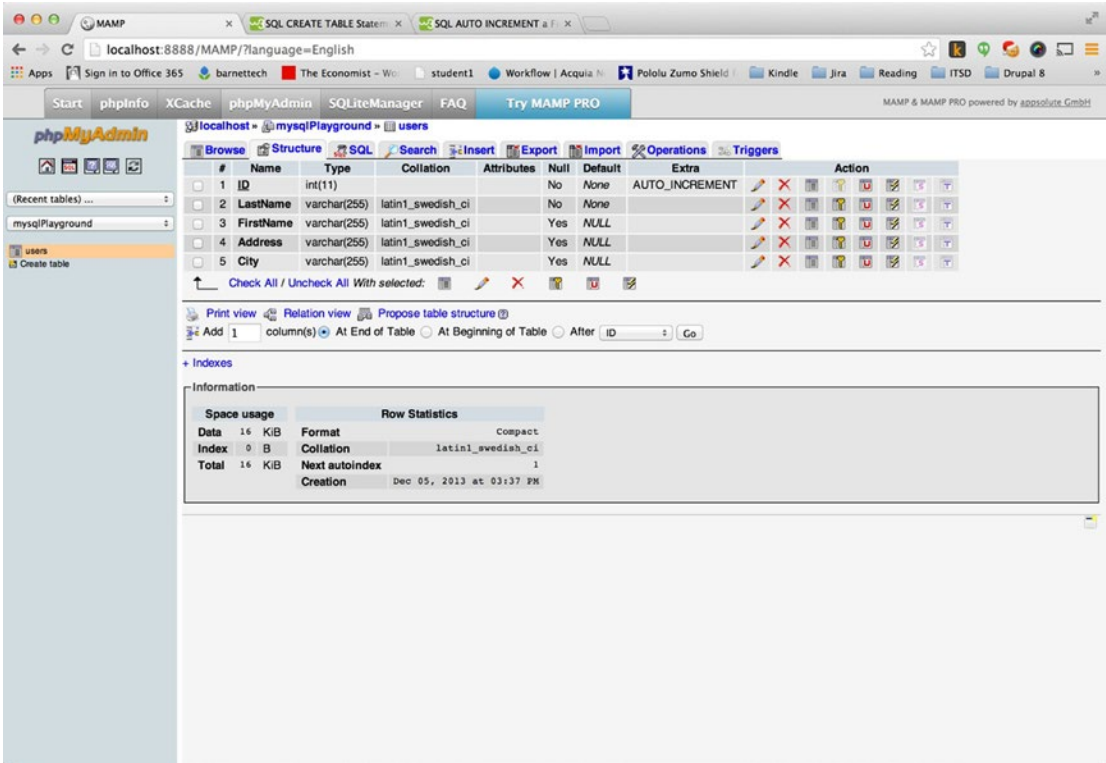 MAMP
SQL CREATE TABLE Statem
SQL AUTO INCREMENT a
localhost:8888/MAMP/?language=English
Apps Sign in to Office 365 barnettech The Economist – student1 Workflow | Acquia Pololu Zumo Shield Kindle Jira Reading ITSD Drupal 8 »
Start phpInfo XCache phpMyAdmin SQLiteManager FAQ Try MAMP PRO MAMP & MAMP PRO powered by appsolute GmbH
phpMyAdmin
(Recent tables) ...
mysqlPlayground
users
Create table
localhost » mysqlPlayground » users
Browse Structure SQL Search Insert Export Import Operations Triggers
# Name Type Collation Attributes Null Default Extra Action
1 ID int(11) No None AUTO_INCREMENT
2 LastName varchar(255) latin1_swedish_ci No None
3 FirstName varchar(255) latin1_swedish_ci Yes NULL
4 Address varchar(255) latin1_swedish_ci Yes NULL
5 City varchar(255) latin1_swedish_ci Yes NULL
Check All / Uncheck All With selected:
Print view Relation view Propose table structure
Add 1 column(s) At End of Table At Beginning of Table After ID Go
+ Indexes
Information
Space usage
Data 16 KiB
Index 0 B
Total 16 KiB
Row Statistics
Format Compact
Collation latin1_swedish_ci
Next autoindex 1
Creation Dec 05, 2013 at 03:37 PM